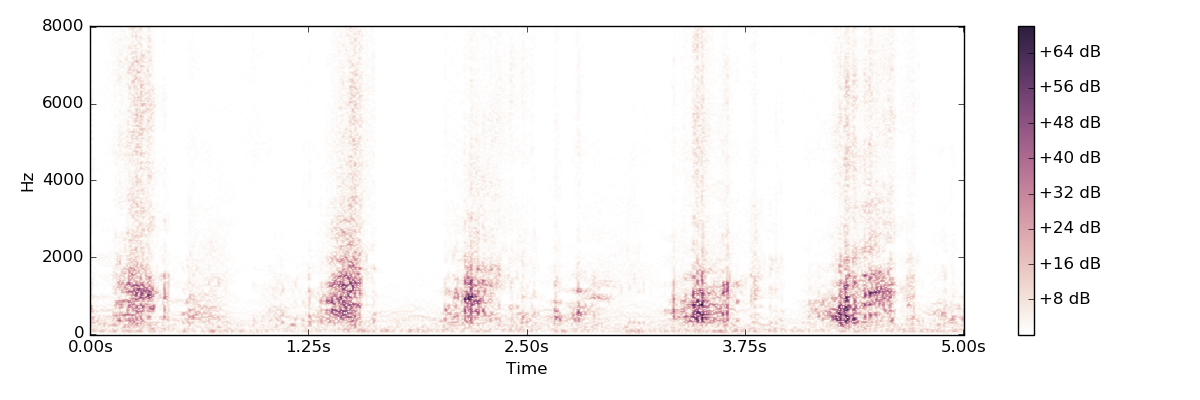 8000
6000
4000
2000
0
Hz
0.00s 1.25s 2.50s 3.75s 5.00s
Time
+64 dB
+56 dB
+48 dB
+40 dB
+32 dB
+24 dB
+16 dB
+8 dB